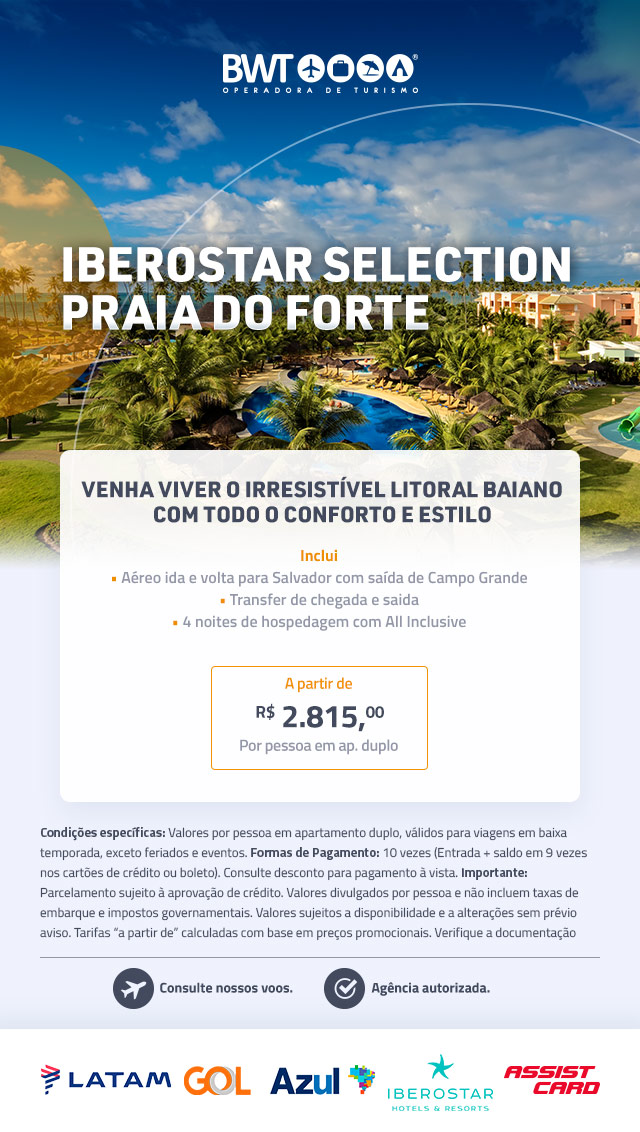 BWT
OPERADORA DE TURISMO
IBEROSTAR SELECTION
PRAIA DO FORTE
VENHA VIVER O IRRESISTÍVEL LITORAL BAIANO
COM TODO O CONFORTO E ESTILO
Inclui
▪ Aéreo ida e volta para Salvador com saída de Campo Grande
▪ Transfer de chegada e saida
▪ 4 noites de hospedagem com All Inclusive
A partir de
R$ 2.815,00
Por pessoa em ap. duplo
Condições específicas: Valores por pessoa em apartamento duplo, válidos para viagens em baixa
temporada, exceto feriados e eventos. Formas de Pagamento: 10 vezes (Entrada + saldo em 9 vezes
nos cartões de crédito ou boleto). Consulte desconto para pagamento à vista. Importante:
Parcelamento sujeito à aprovação de crédito. Valores divulgados por pessoa e não incluem taxas de
embarque e impostos governamentais. Valores sujeitos a disponibilidade e a alterações sem prévio
aviso. Tarifas “a partir de” calculadas com base em preços promocionais. Verifique a documentação
Consulte nossos voos.
Agência autorizada.
LATAM
GOL
Azul
IBEROSTAR
HOTELS & RESORTS
ASSIST
CARD